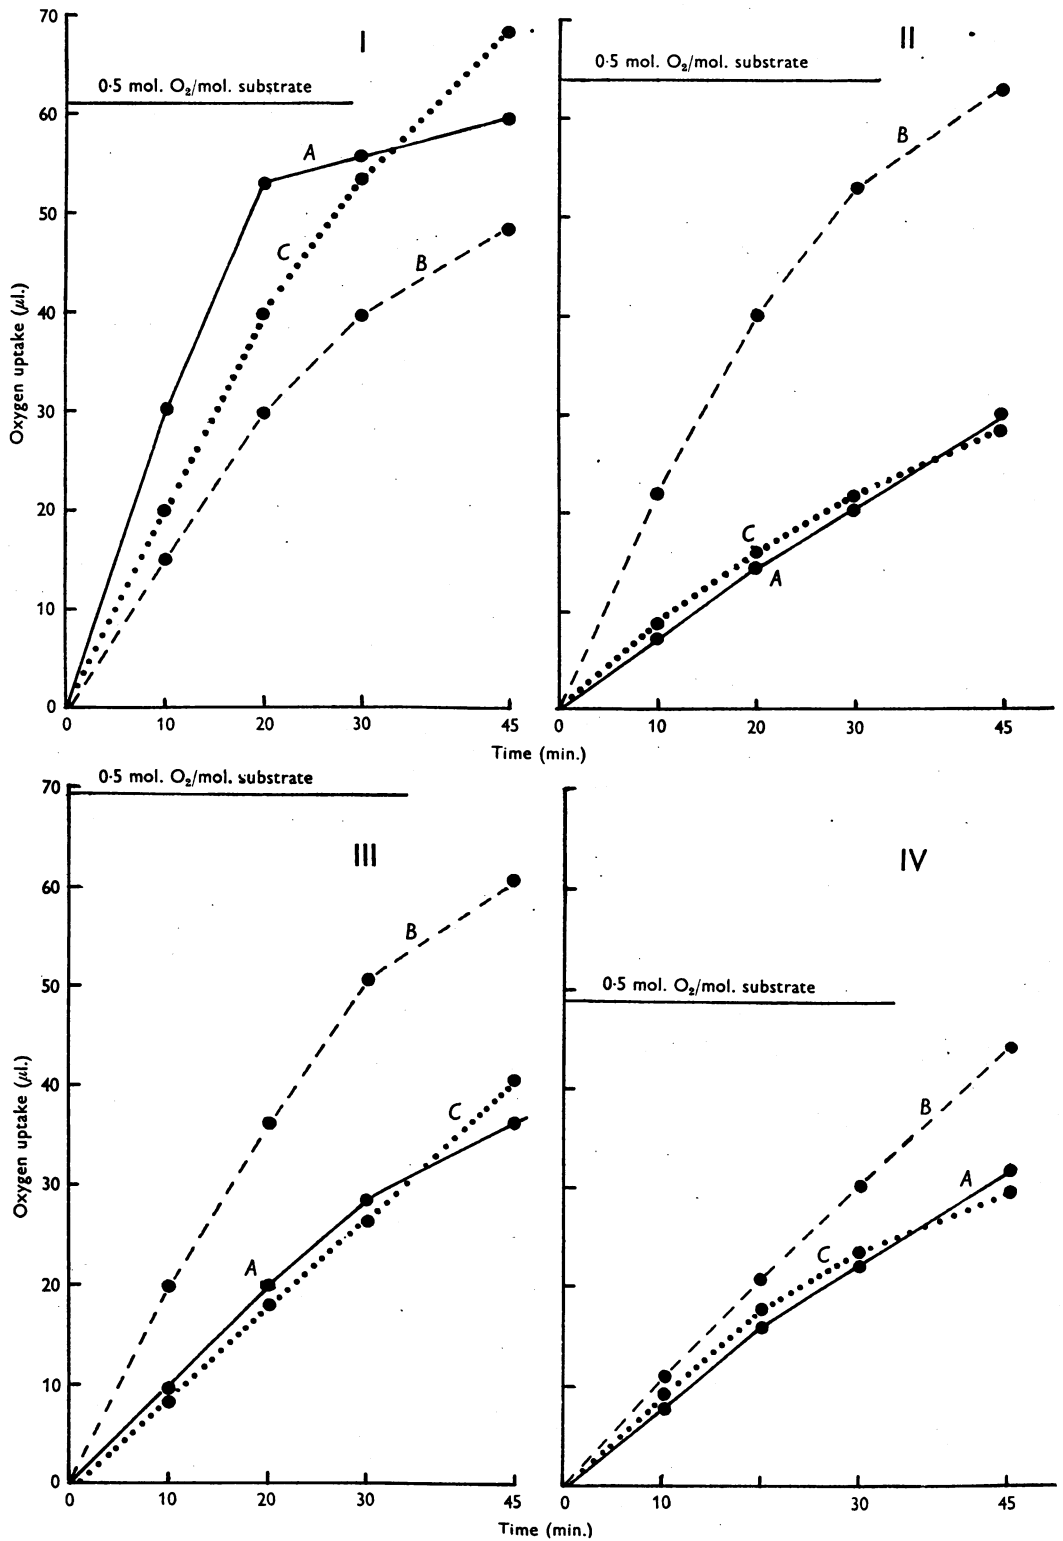 70
60
50
40
30
20
10
0
Oxygen uptake (μl.)
I
0·5 mol. O₂/mol. substrate
A
C
B
0
10
20
30
45
II
0·5 mol. O₂/mol. substrate
B
C
A
0
10
20
30
45
Time (min.)
70
60
50
40
30
20
10
0
Oxygen uptake (μl.)
0·5 mol. O₂/mol. substrate
III
B
C
A
0
10
20
30
45
IV
0·5 mol. O₂/mol. substrate
B
A
C
0
10
30
45
Time (min.)